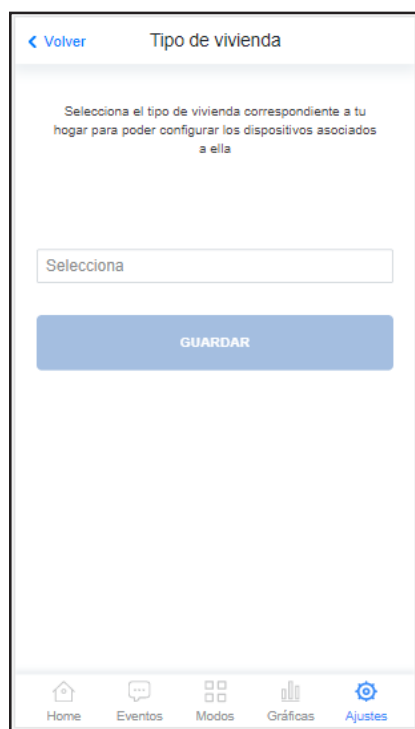 Volver Tipo de vivienda
Selecciona el tipo de vivienda correspondiente a tu
hogar para poder configurar los dispositivos asociados
a ella
Selecciona
GUARDAR
Home Eventos Modos Gráficas Ajustes